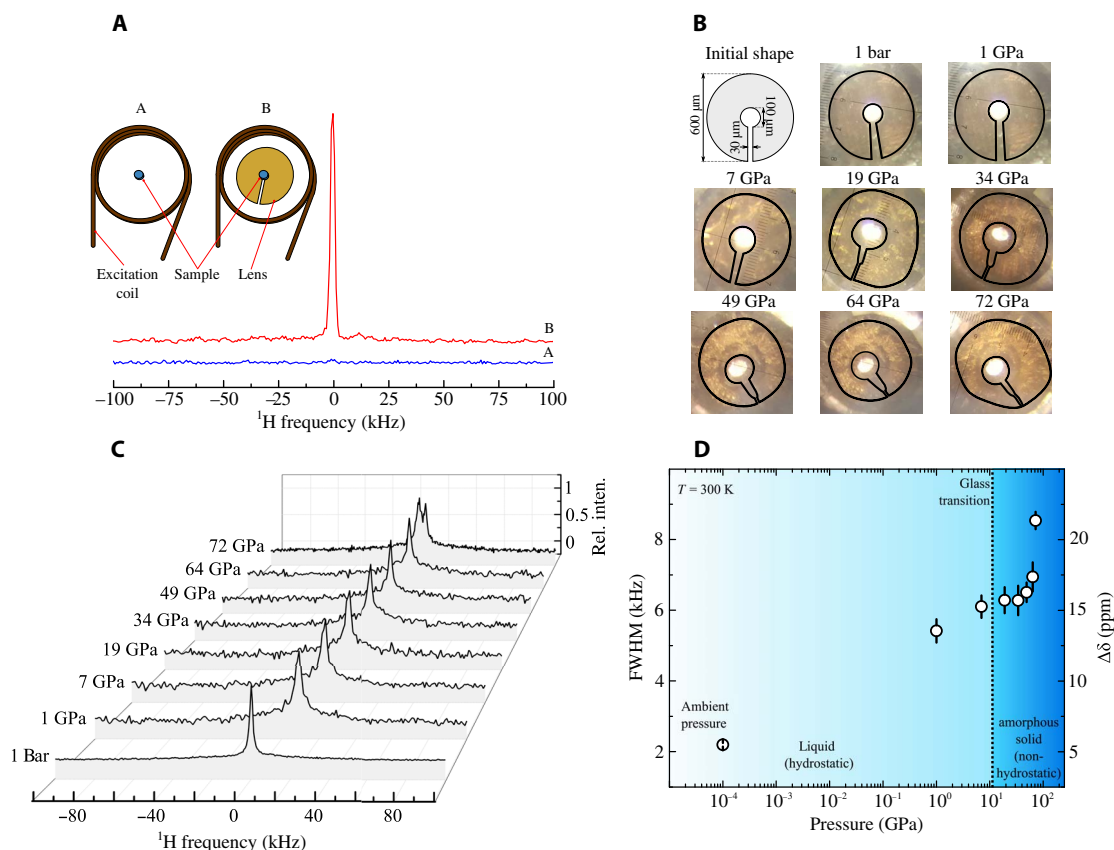 A
A
B
Excitation
coil
Sample
Lens
B
A
−100
−75
−50
−25
0
25
50
75
100
¹H frequency (kHz)
B
Initial shape
1 bar
1 GPa
600 µm
100 µm
30 µm
7 GPa
19 GPa
34 GPa
49 GPa
64 GPa
72 GPa
C
1
0.5
0
Rel. inten.
72 GPa
64 GPa
49 GPa
34 GPa
19 GPa
7 GPa
1 GPa
1 Bar
−80
−40
0
40
80
¹H frequency (kHz)
D
T = 300 K
Glass
transition
8
6
4
2
FWHM (kHz)
20
15
10
5
Δδ (ppm)
Ambient
pressure
Liquid
(hydrostatic)
amorphous
solid
(non-
hydrostatic)
10⁻⁴
10⁻³
10⁻²
10⁻¹
10⁰
10¹
10²
Pressure (GPa)